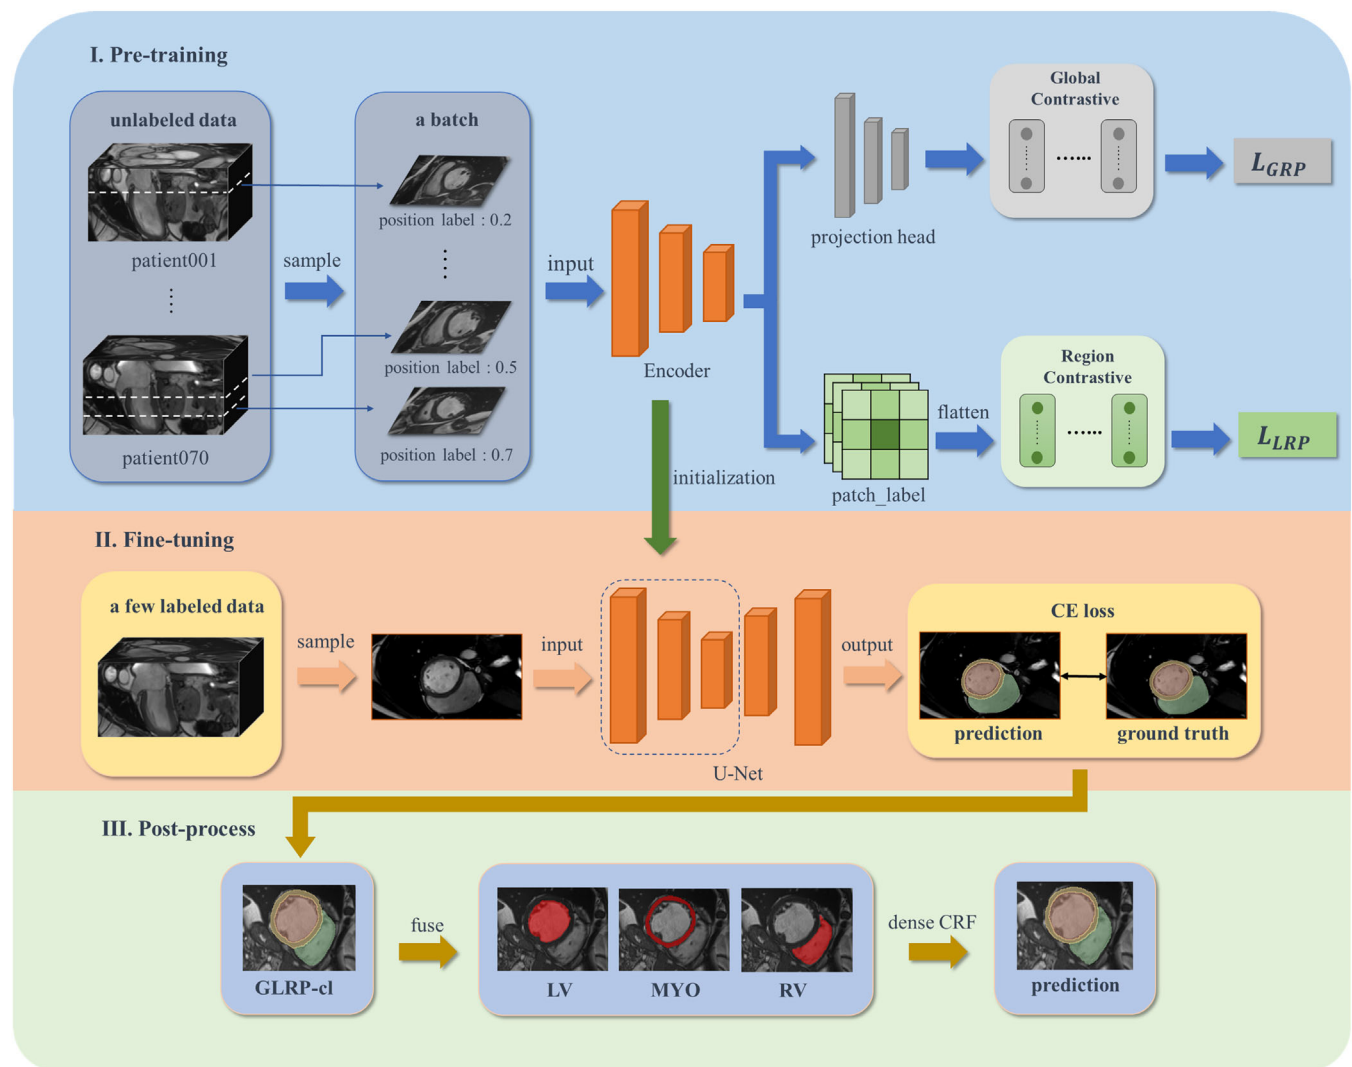 I. Pre-training
unlabeled data
patient001
patient070
sample
a batch
position label : 0.2
position label : 0.5
position label : 0.7
input
Encoder
projection head
Global
Contrastive
L_GRP
patch_label
flatten
Region
Contrastive
L_LRP
initialization
II. Fine-tuning
a few labeled data
sample
input
U-Net
output
CE loss
prediction
ground truth
III. Post-process
GLRP-cl
fuse
LV
MYO
RV
dense CRF
prediction